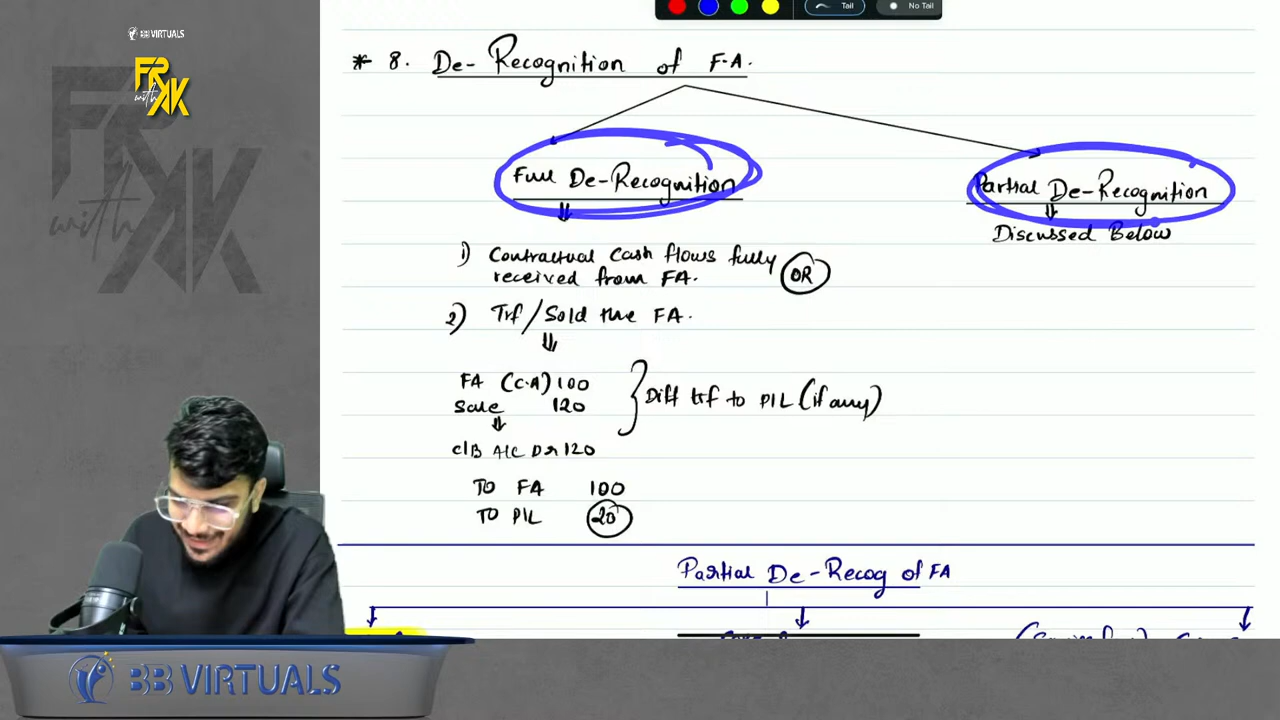 Tail
No Tail
BB VIRTUALS
FR
with
KK
FR
with
KK
* 8. De-Recognition of F.A.
Full De-Recognition
Partial De-Recognition
Discussed Below
1) Contractual Cash flows fully
received from FA. OR
2) Trf/Sold the FA.
FA (C.A) 100
Sale 120
Diff trf to P/L (if any)
C/B A/C Dr 120
To FA 100
To P/L 20
Partial De-Recog of FA
BB VIRTUALS